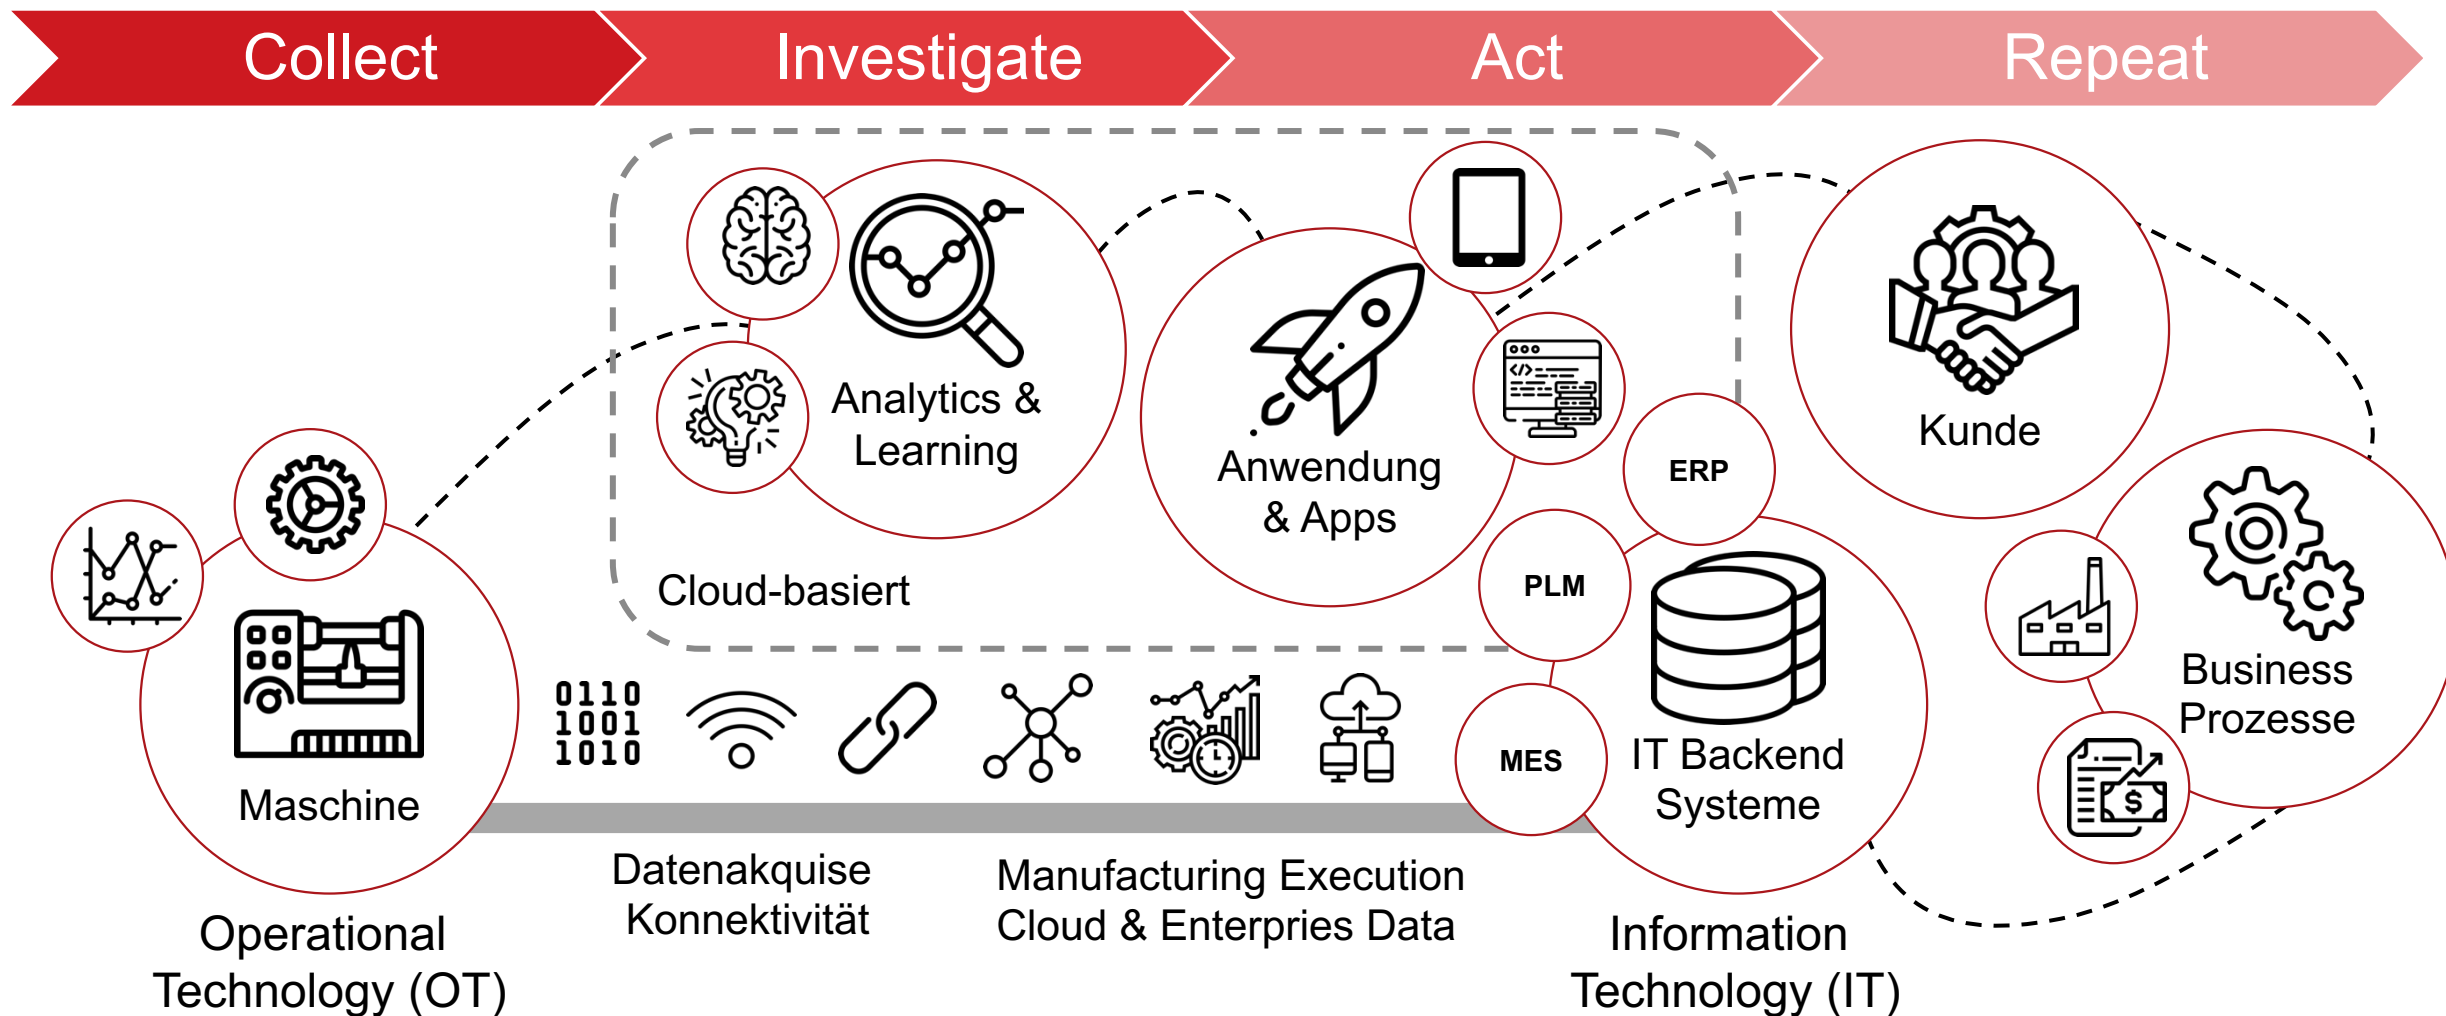 Collect
Investigate
Act
Repeat
Analytics &
Learning
Anwendung
& Apps
Kunde
ERP
PLM
MES
Cloud-basiert
Maschine
0110
1001
1010
IT Backend
Systeme
Business
Prozesse
$
</>
Datenakquise
Konnektivität
Manufacturing Execution
Cloud & Enterpries Data
Operational
Technology (OT)
Information
Technology (IT)